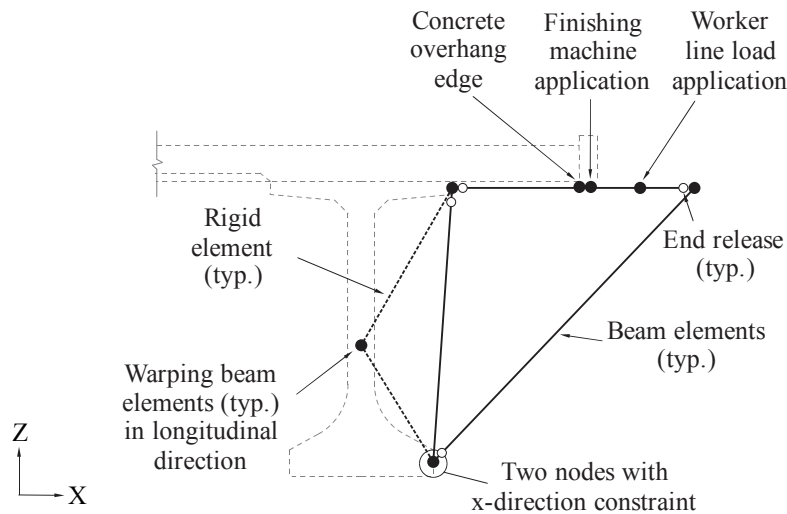 Concrete
overhang
edge
Finishing
machine
application
Worker
line load
application
Rigid
element
(typ.)
End release
(typ.)
Beam elements
(typ.)
Warping beam
elements (typ.)
in longitudinal
direction
Two nodes with
x-direction constraint
Z
X